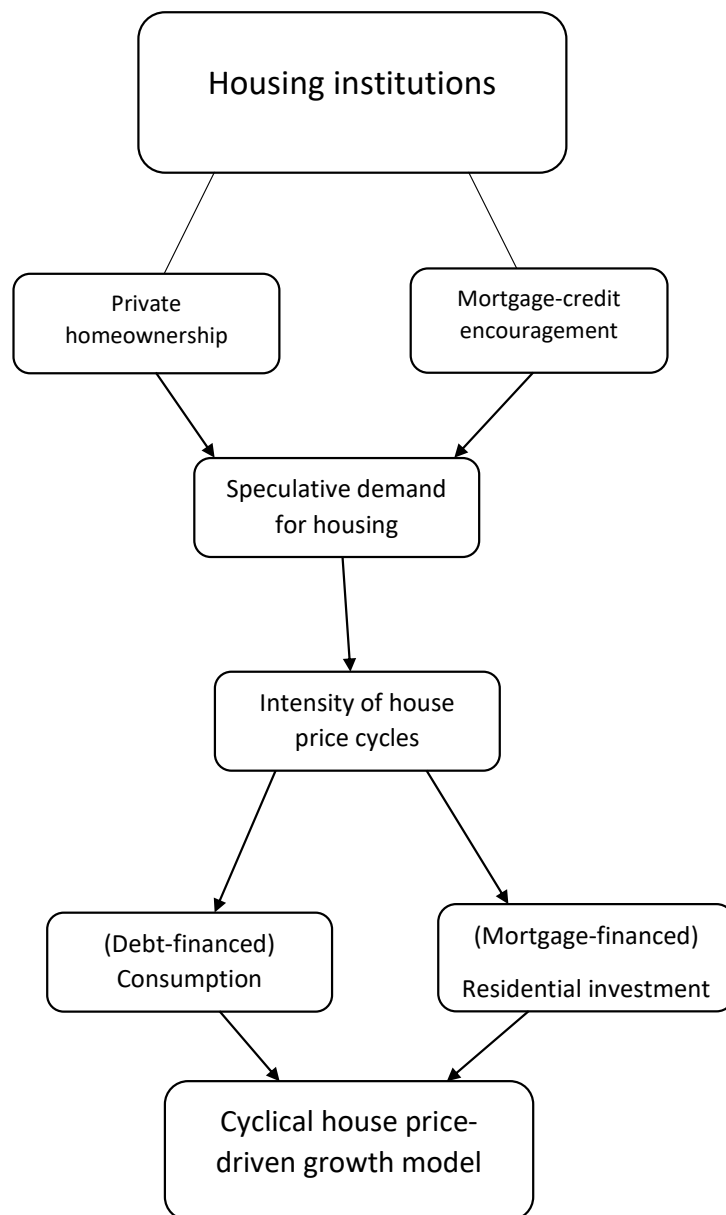 Housing institutions
Private
homeownership
Mortgage-credit
encouragement
Speculative demand
for housing
Intensity of house
price cycles
(Debt-financed)
Consumption
(Mortgage-financed)
Residential investment
Cyclical house price-
driven growth model